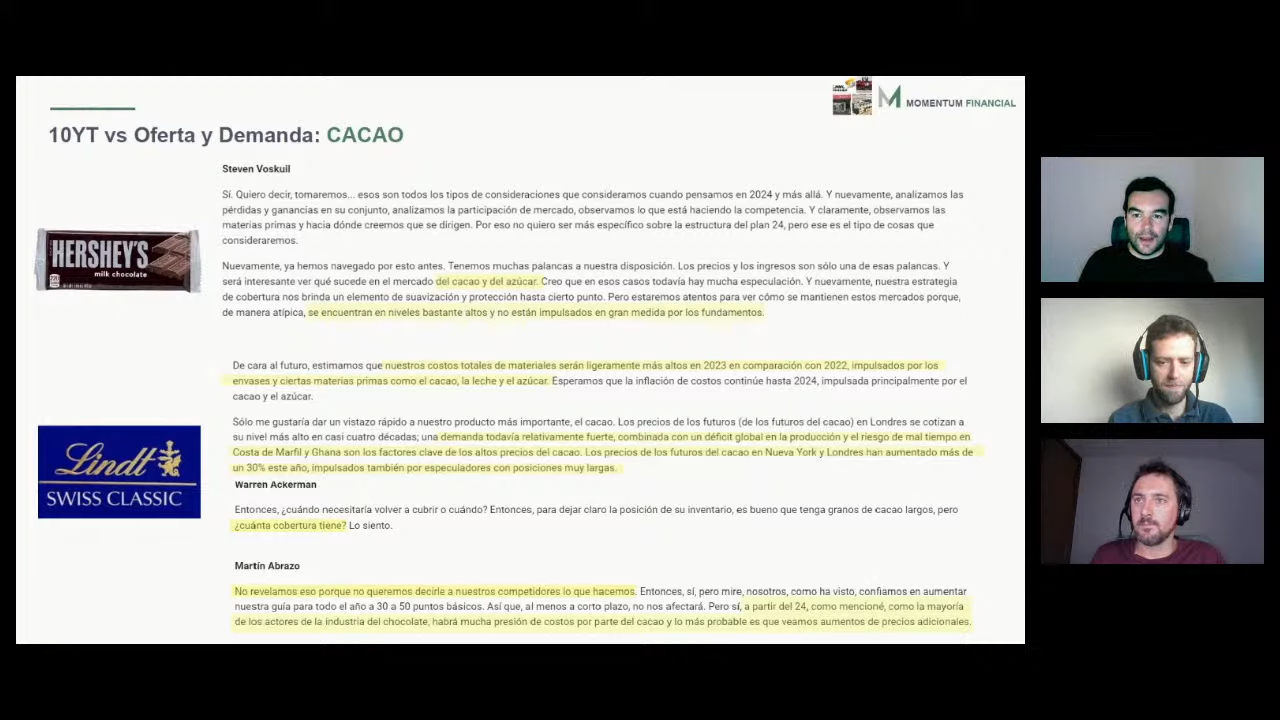 MOMENTUM FINANCIAL
10YT vs Oferta y Demanda: CACAO
Steven Voskuil
Sí. Quiero decir, tomaremos... esos son todos los tipos de consideraciones que consideramos cuando pensamos en 2024 y más allá. Y nuevamente, analizamos las
pérdidas y ganancias en su conjunto, analizamos la participación de mercado, observamos lo que está haciendo la competencia. Y claramente, observamos las
materias primas y hacia dónde creemos que se dirigen. Por eso no quiero ser más específico sobre la estructura del plan 24, pero ese es el tipo de cosas que
consideraremos.
HERSHEY'S
milk chocolate
Nuevamente, ya hemos navegado por esto antes. Tenemos muchas palancas a nuestra disposición. Los precios y los ingresos son sólo una de esas palancas. Y
será interesante ver qué sucede en el mercado del cacao y del azúcar. Creo que en esos casos todavía hay mucha especulación. Y nuevamente, nuestra estrategia
de cobertura nos brinda un elemento de suavización y protección hasta cierto punto. Pero estaremos atentos para ver cómo se mantienen estos mercados porque,
de manera atípica, se encuentran en niveles bastante altos y no están impulsados en gran medida por los fundamentos.
De cara al futuro, estimamos que nuestros costos totales de materiales serán ligeramente más altos en 2023 en comparación con 2022, impulsados por los
envases y ciertas materias primas como el cacao, la leche y el azúcar. Esperamos que la inflación de costos continúe hasta 2024, impulsada principalmente por el
cacao y el azúcar.
Sólo me gustaría dar un vistazo rápido a nuestro producto más importante, el cacao. Los precios de los futuros (de los futuros del cacao) en Londres se cotizan a
su nivel más alto en casi cuatro décadas; una demanda todavía relativamente fuerte, combinada con un déficit global en la producción y el riesgo de mal tiempo en
Costa de Marfil y Ghana son los factores clave de los altos precios del cacao. Los precios de los futuros del cacao en Nueva York y Londres han aumentado más de
un 30% este año, impulsados también por especuladores con posiciones muy largas.
Lindt
SWISS CLASSIC
Warren Ackerman
Entonces, ¿cuándo necesitaría volver a cubrir o cuándo? Entonces, para dejar claro la posición de su inventario, es bueno que tenga granos de cacao largos, pero
¿cuánta cobertura tiene? Lo siento.
Martín Abrazo
No revelamos eso porque no queremos decirle a nuestros competidores lo que hacemos. Entonces, sí, pero mire, nosotros, como ha visto, confiamos en aumentar
nuestra guía para todo el año a 30 a 50 puntos básicos. Así que, al menos a corto plazo, no nos afectará. Pero sí, a partir del 24, como mencioné, como la mayoría
de los actores de la industria del chocolate, habrá mucha presión de costos por parte del cacao y lo más probable es que veamos aumentos de precios adicionales.